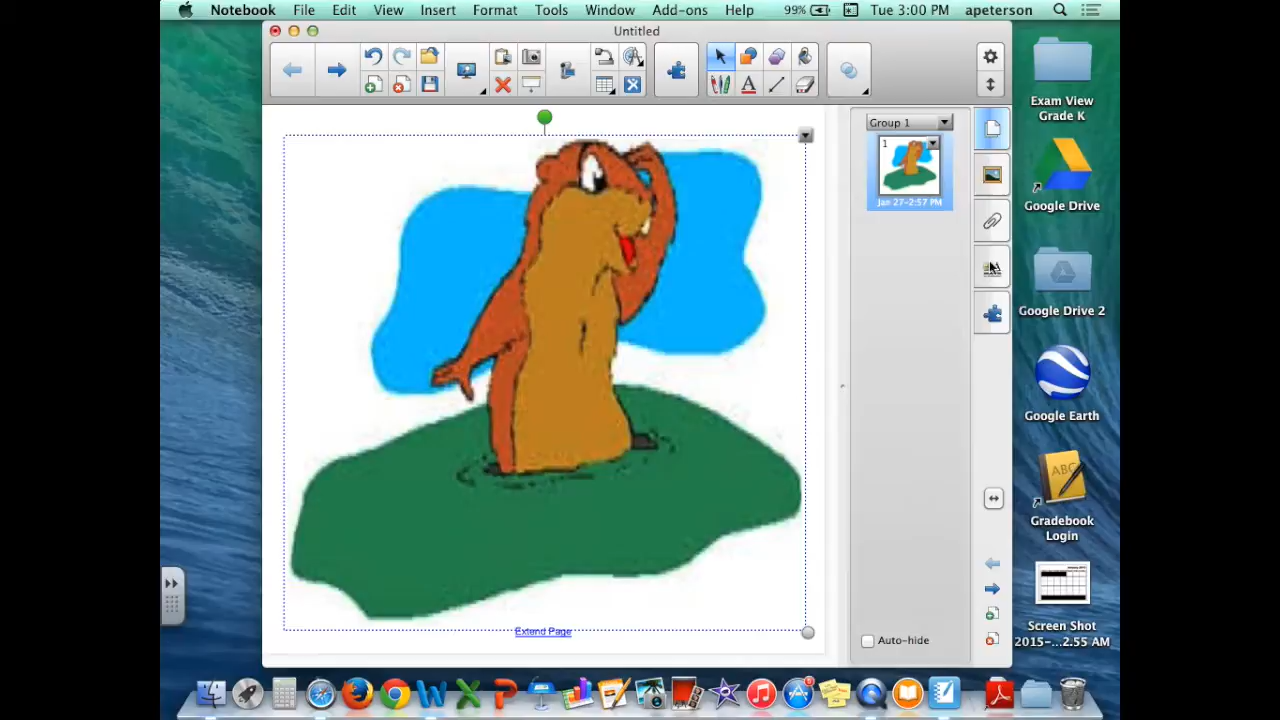 Notebook File Edit View Insert Format Tools Window Add-ons Help 99% Tue 3:00 PM apeterson
Untitled
A
Group 1
1
Jan 27-2:57 PM
Extend Page
Auto-hide
Exam View
Grade K
Google Drive
Google Drive 2
Google Earth
ABC
Gradebook
Login
Screen Shot
2015-...2.55 AM